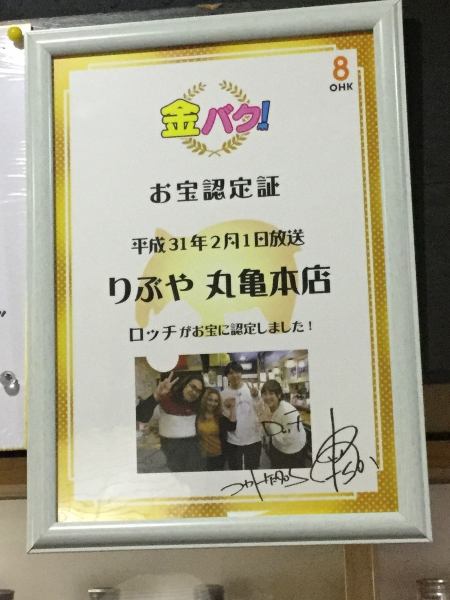 8
OHK
金バク!
お宝認定証
平成31年2月1日放送
りぶや 丸亀本店
ロッチがお宝に認定しました!